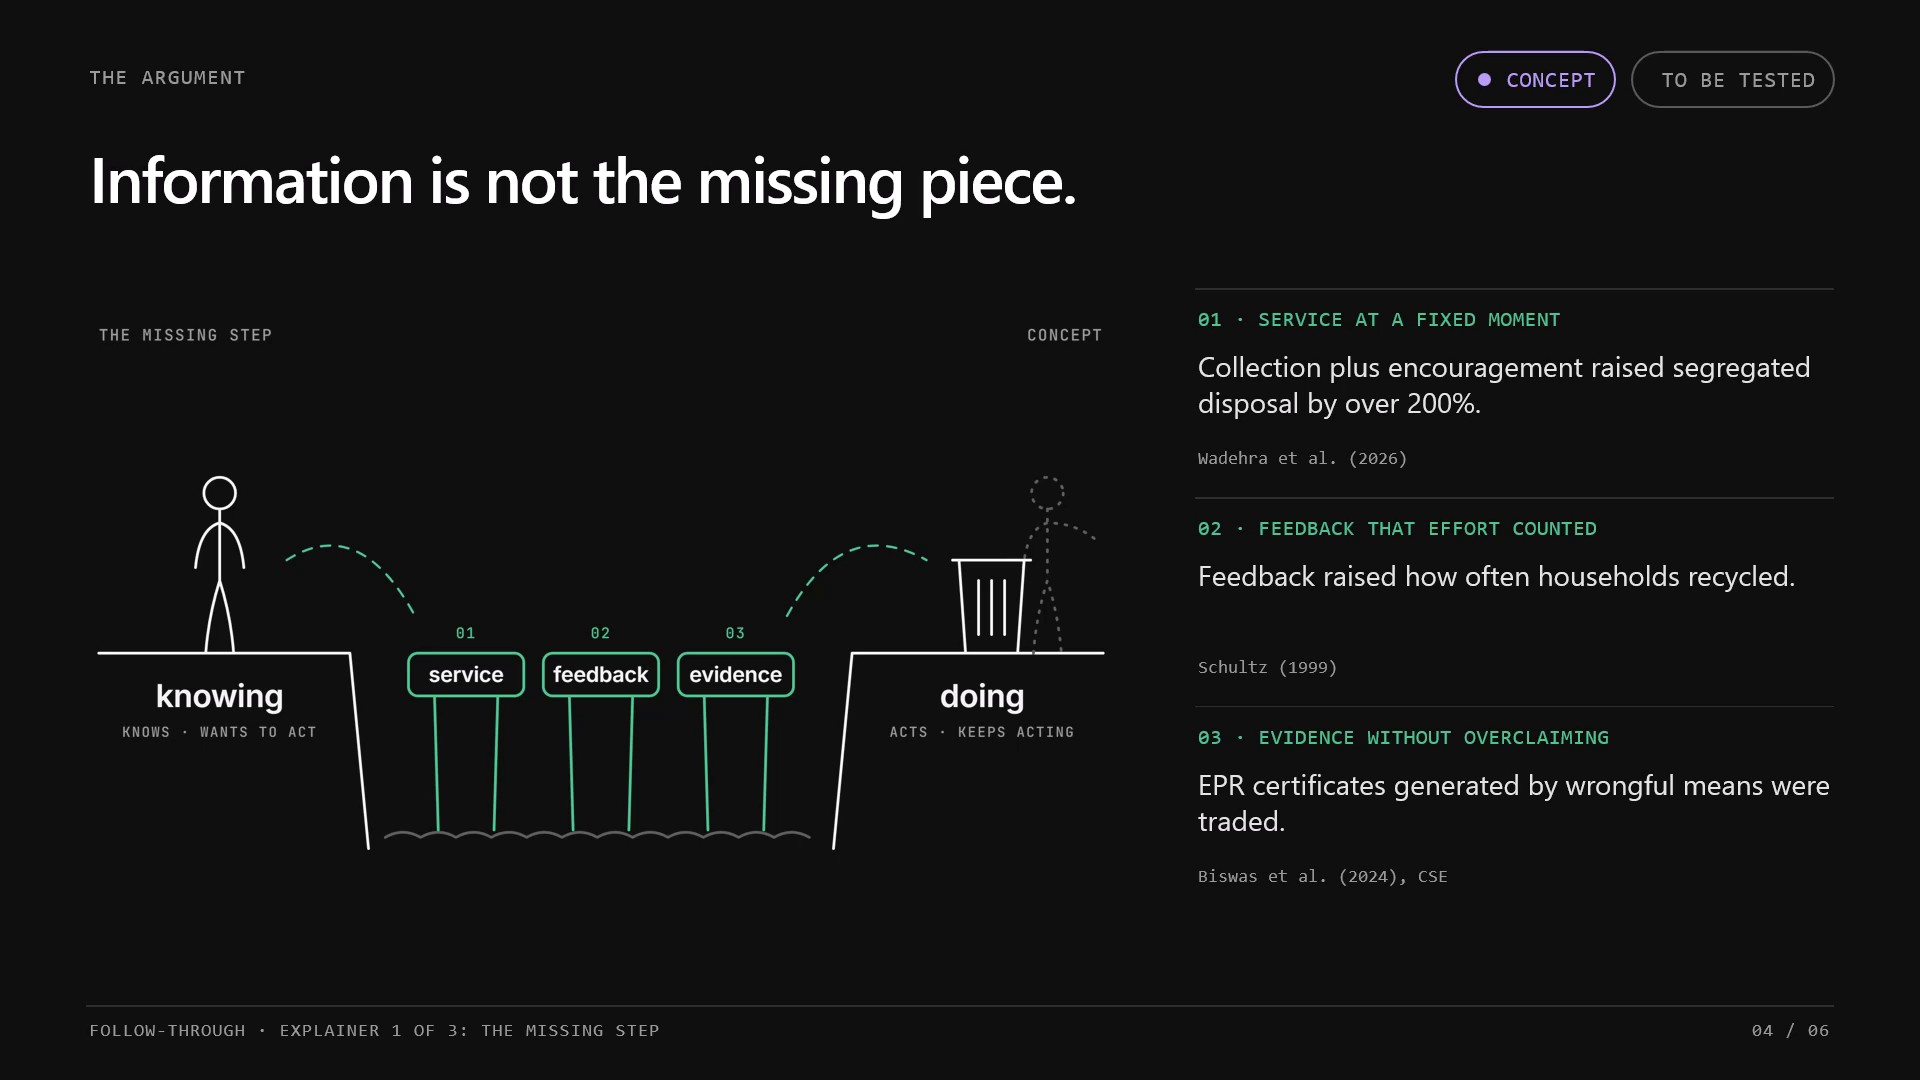 THE ARGUMENT
CONCEPT
TO BE TESTED
Information is not the missing piece.
THE MISSING STEP
CONCEPT
01
02
03
service
feedback
evidence
knowing
KNOWS · WANTS TO ACT
doing
ACTS · KEEPS ACTING
01 · SERVICE AT A FIXED MOMENT
Collection plus encouragement raised segregated
disposal by over 200%.
Wadehra et al. (2026)
02 · FEEDBACK THAT EFFORT COUNTED
Feedback raised how often households recycled.
Schultz (1999)
03 · EVIDENCE WITHOUT OVERCLAIMING
EPR certificates generated by wrongful means were
traded.
Biswas et al. (2024), CSE
FOLLOW-THROUGH · EXPLAINER 1 OF 3: THE MISSING STEP
04 / 06